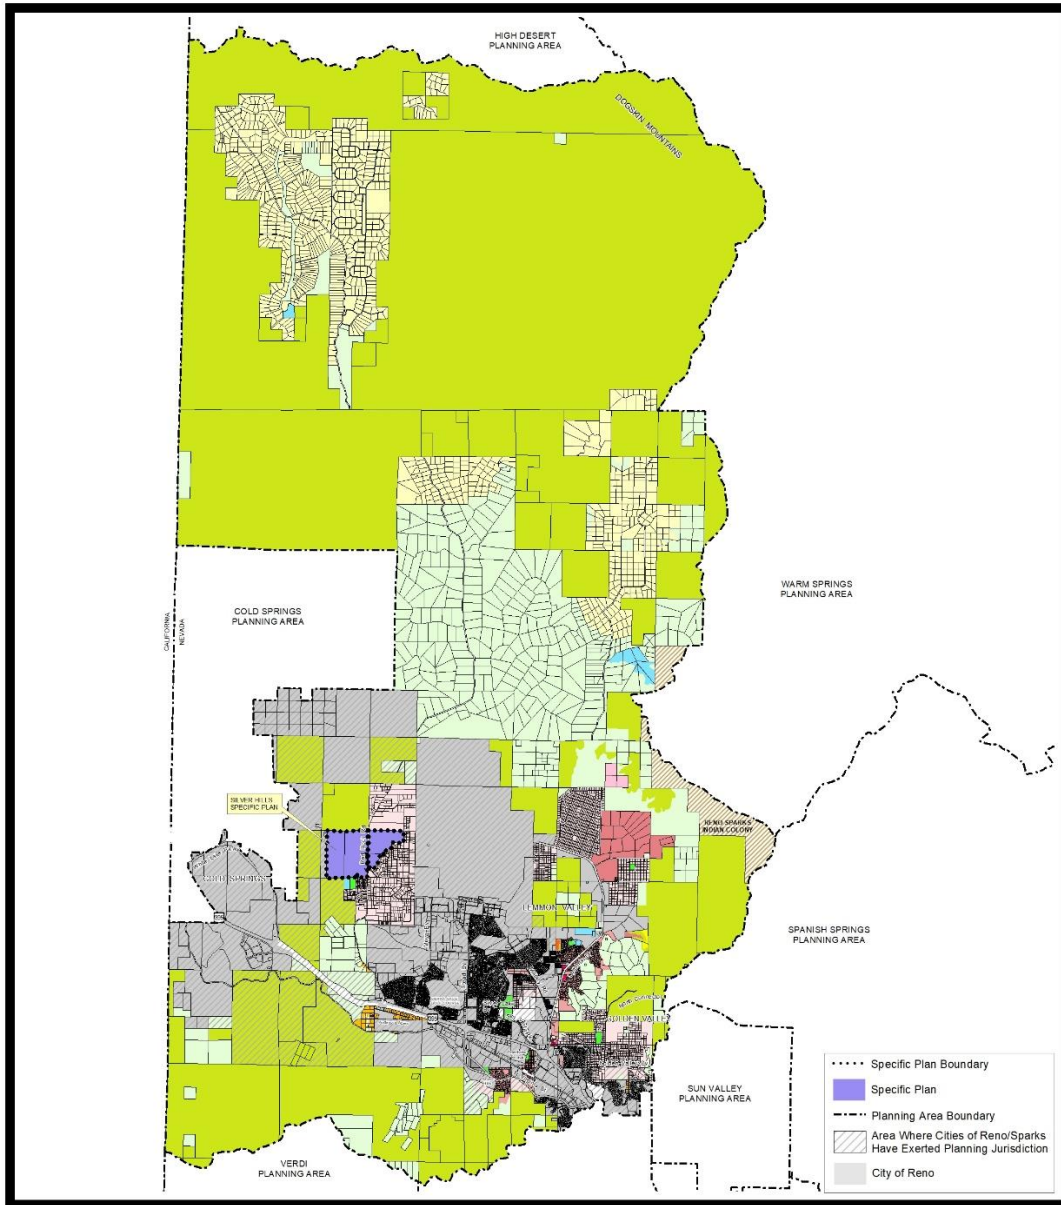 HIGH DESERT
PLANNING AREA
DOGSKIN MOUNTAINS
WARM SPRINGS
PLANNING AREA
COLD SPRINGS
PLANNING AREA
CALIFORNIA
NEVADA
SILVER HILLS
SPECIFIC PLAN
RENO SPARKS
INDIAN COLONY
COLD SPRINGS
LEMMON VALLEY
SPANISH SPRINGS
PLANNING AREA
GOLDEN VALLEY
SUN VALLEY
PLANNING AREA
VERDI
PLANNING AREA
Specific Plan Boundary
Specific Plan
Planning Area Boundary
Area Where Cities of Reno/Sparks
Have Exerted Planning Jurisdiction
City of Reno